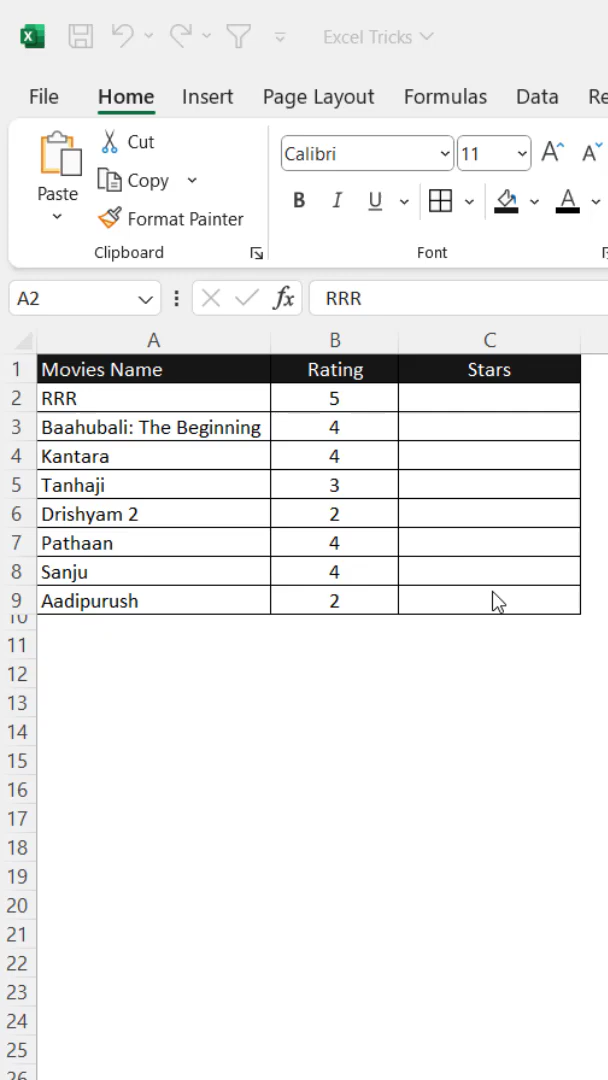 Excel Tricks
File Home Insert Page Layout Formulas Data Re
Calibri 11 A A
Paste
Cut
Copy
Format Painter
B I U A
Clipboard Font
A2 fx RRR
A B C
1 Movies Name Rating Stars
2 RRR 5
3 Baahubali: The Beginning 4
4 Kantara 4
5 Tanhaji 3
6 Drishyam 2 2
7 Pathaan 4
8 Sanju 4
9 Aadipurush 2
10
11
12
13
14
15
16
17
18
19
20
21
22
23
24
25
26